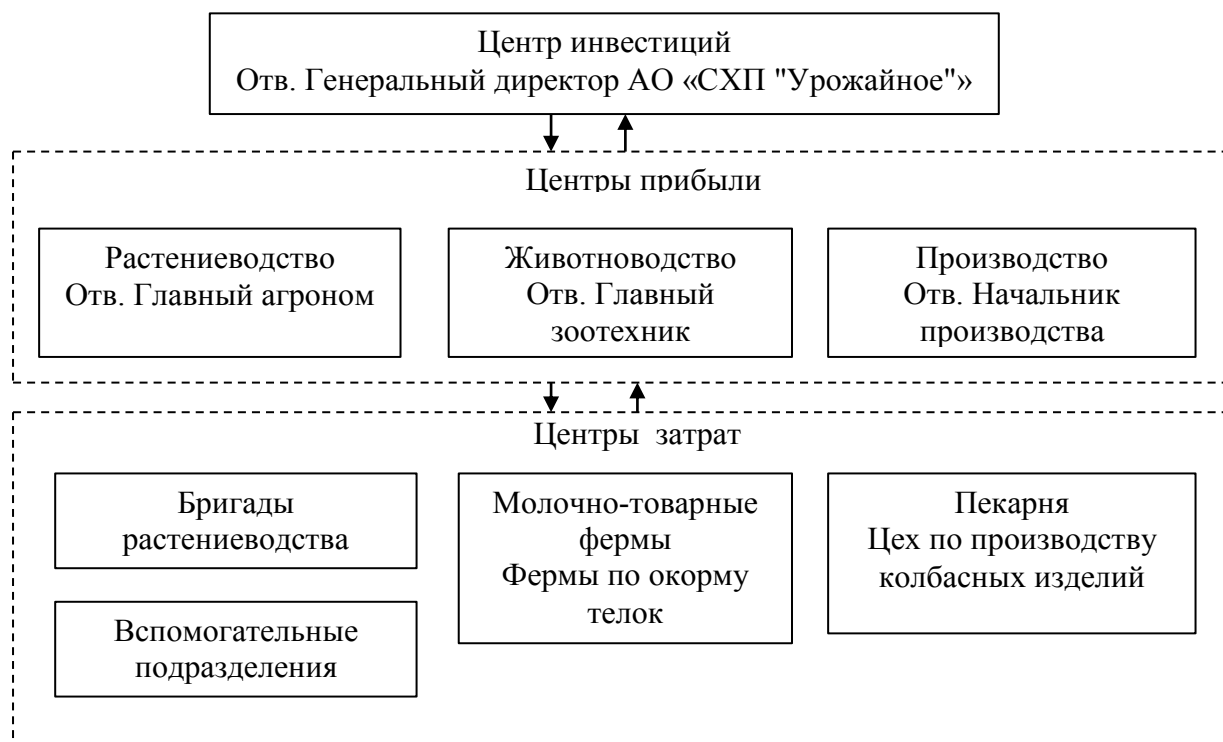 Центр инвестиций
Отв. Генеральный директор АО «СХП "Урожайное"»
Центры прибыли
Растениеводство
Отв. Главный агроном
Животноводство
Отв. Главный
зоотехник
Производство
Отв. Начальник
производства
Центры затрат
Бригады
растениеводства
Вспомогательные
подразделения
Молочно-товарные
фермы
Фермы по окорму
телок
Пекарня
Цех по производству
колбасных изделий